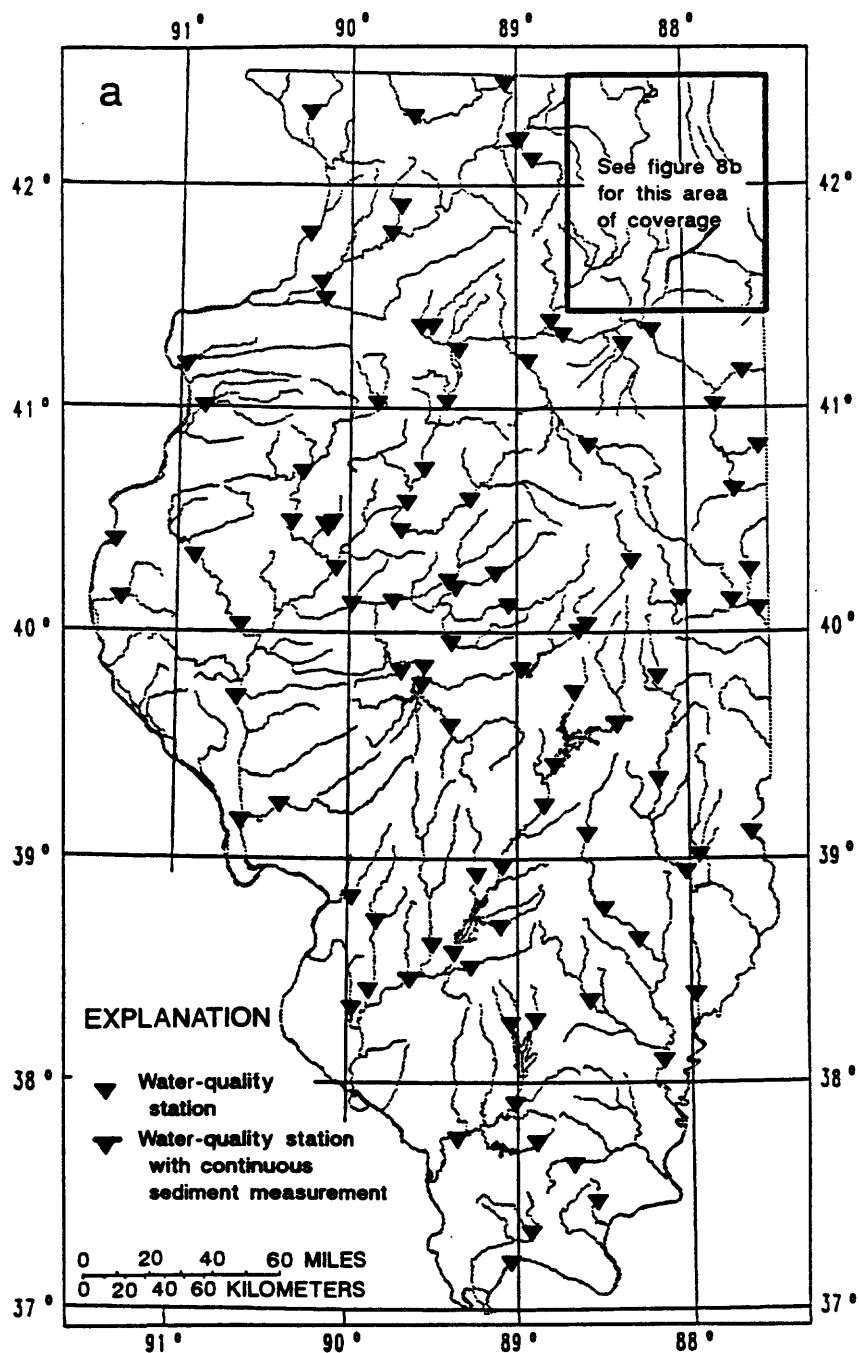 91° 90° 89° 88°
a
See figure 8b
for this area
of coverage
42° 42°
41° 41°
40° 40°
39° 39°
EXPLANATION
38° 38°
Water-quality
station
Water-quality station
with continuous
sediment measurement
0 20 40 60 MILES
0 20 40 60 KILOMETERS
37° 37°
91° 90° 89° 88°